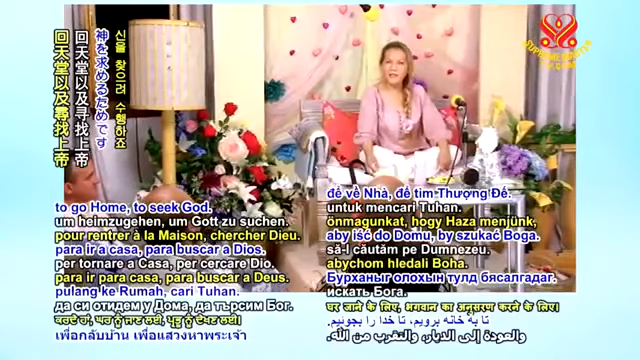 回天堂以及尋找上帝
回天堂以及寻找上帝
神を求めるためです
신을 찾으려 수행하죠
SUPREME MASTER
to go Home, to seek God.
um heimzugehen, um Gott zu suchen.
pour rentrer à la Maison, chercher Dieu.
para ir a casa, para buscar a Dios.
per tornare a Casa, per cercare Dio.
para ir para casa, para buscar a Deus.
pulang ke Rumah, cari Tuhan.
да си отидем у Дома, да търсим Бог.
เพื่อกลับบ้าน เพื่อแสวงหาพระเจ้า
để về Nhà, để tìm Thượng Đế.
untuk mencari Tuhan.
önmagunkat, hogy Haza menjünk,
aby iść do Domu, by szukać Boga.
să-L căutăm pe Dumnezeu.
abychom hledali Boha.
Бурханыг олохын тулд бясалгадаг.
искать Бога.
घर जाने के लिए, भगवान का अनुसरण करने के लिए।
تا به خانه برویم، تا خدا را بجوئیم.
والعودة إلى الديار، والتقرب من الله.